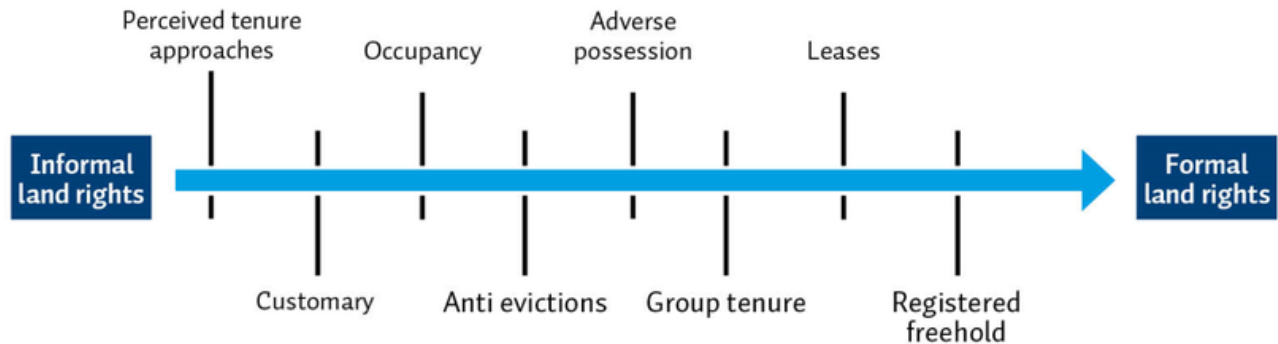 Perceived tenure
approaches
Occupancy
Adverse
possession
Leases
Informal
land rights
Formal
land rights
Customary
Anti evictions
Group tenure
Registered
freehold